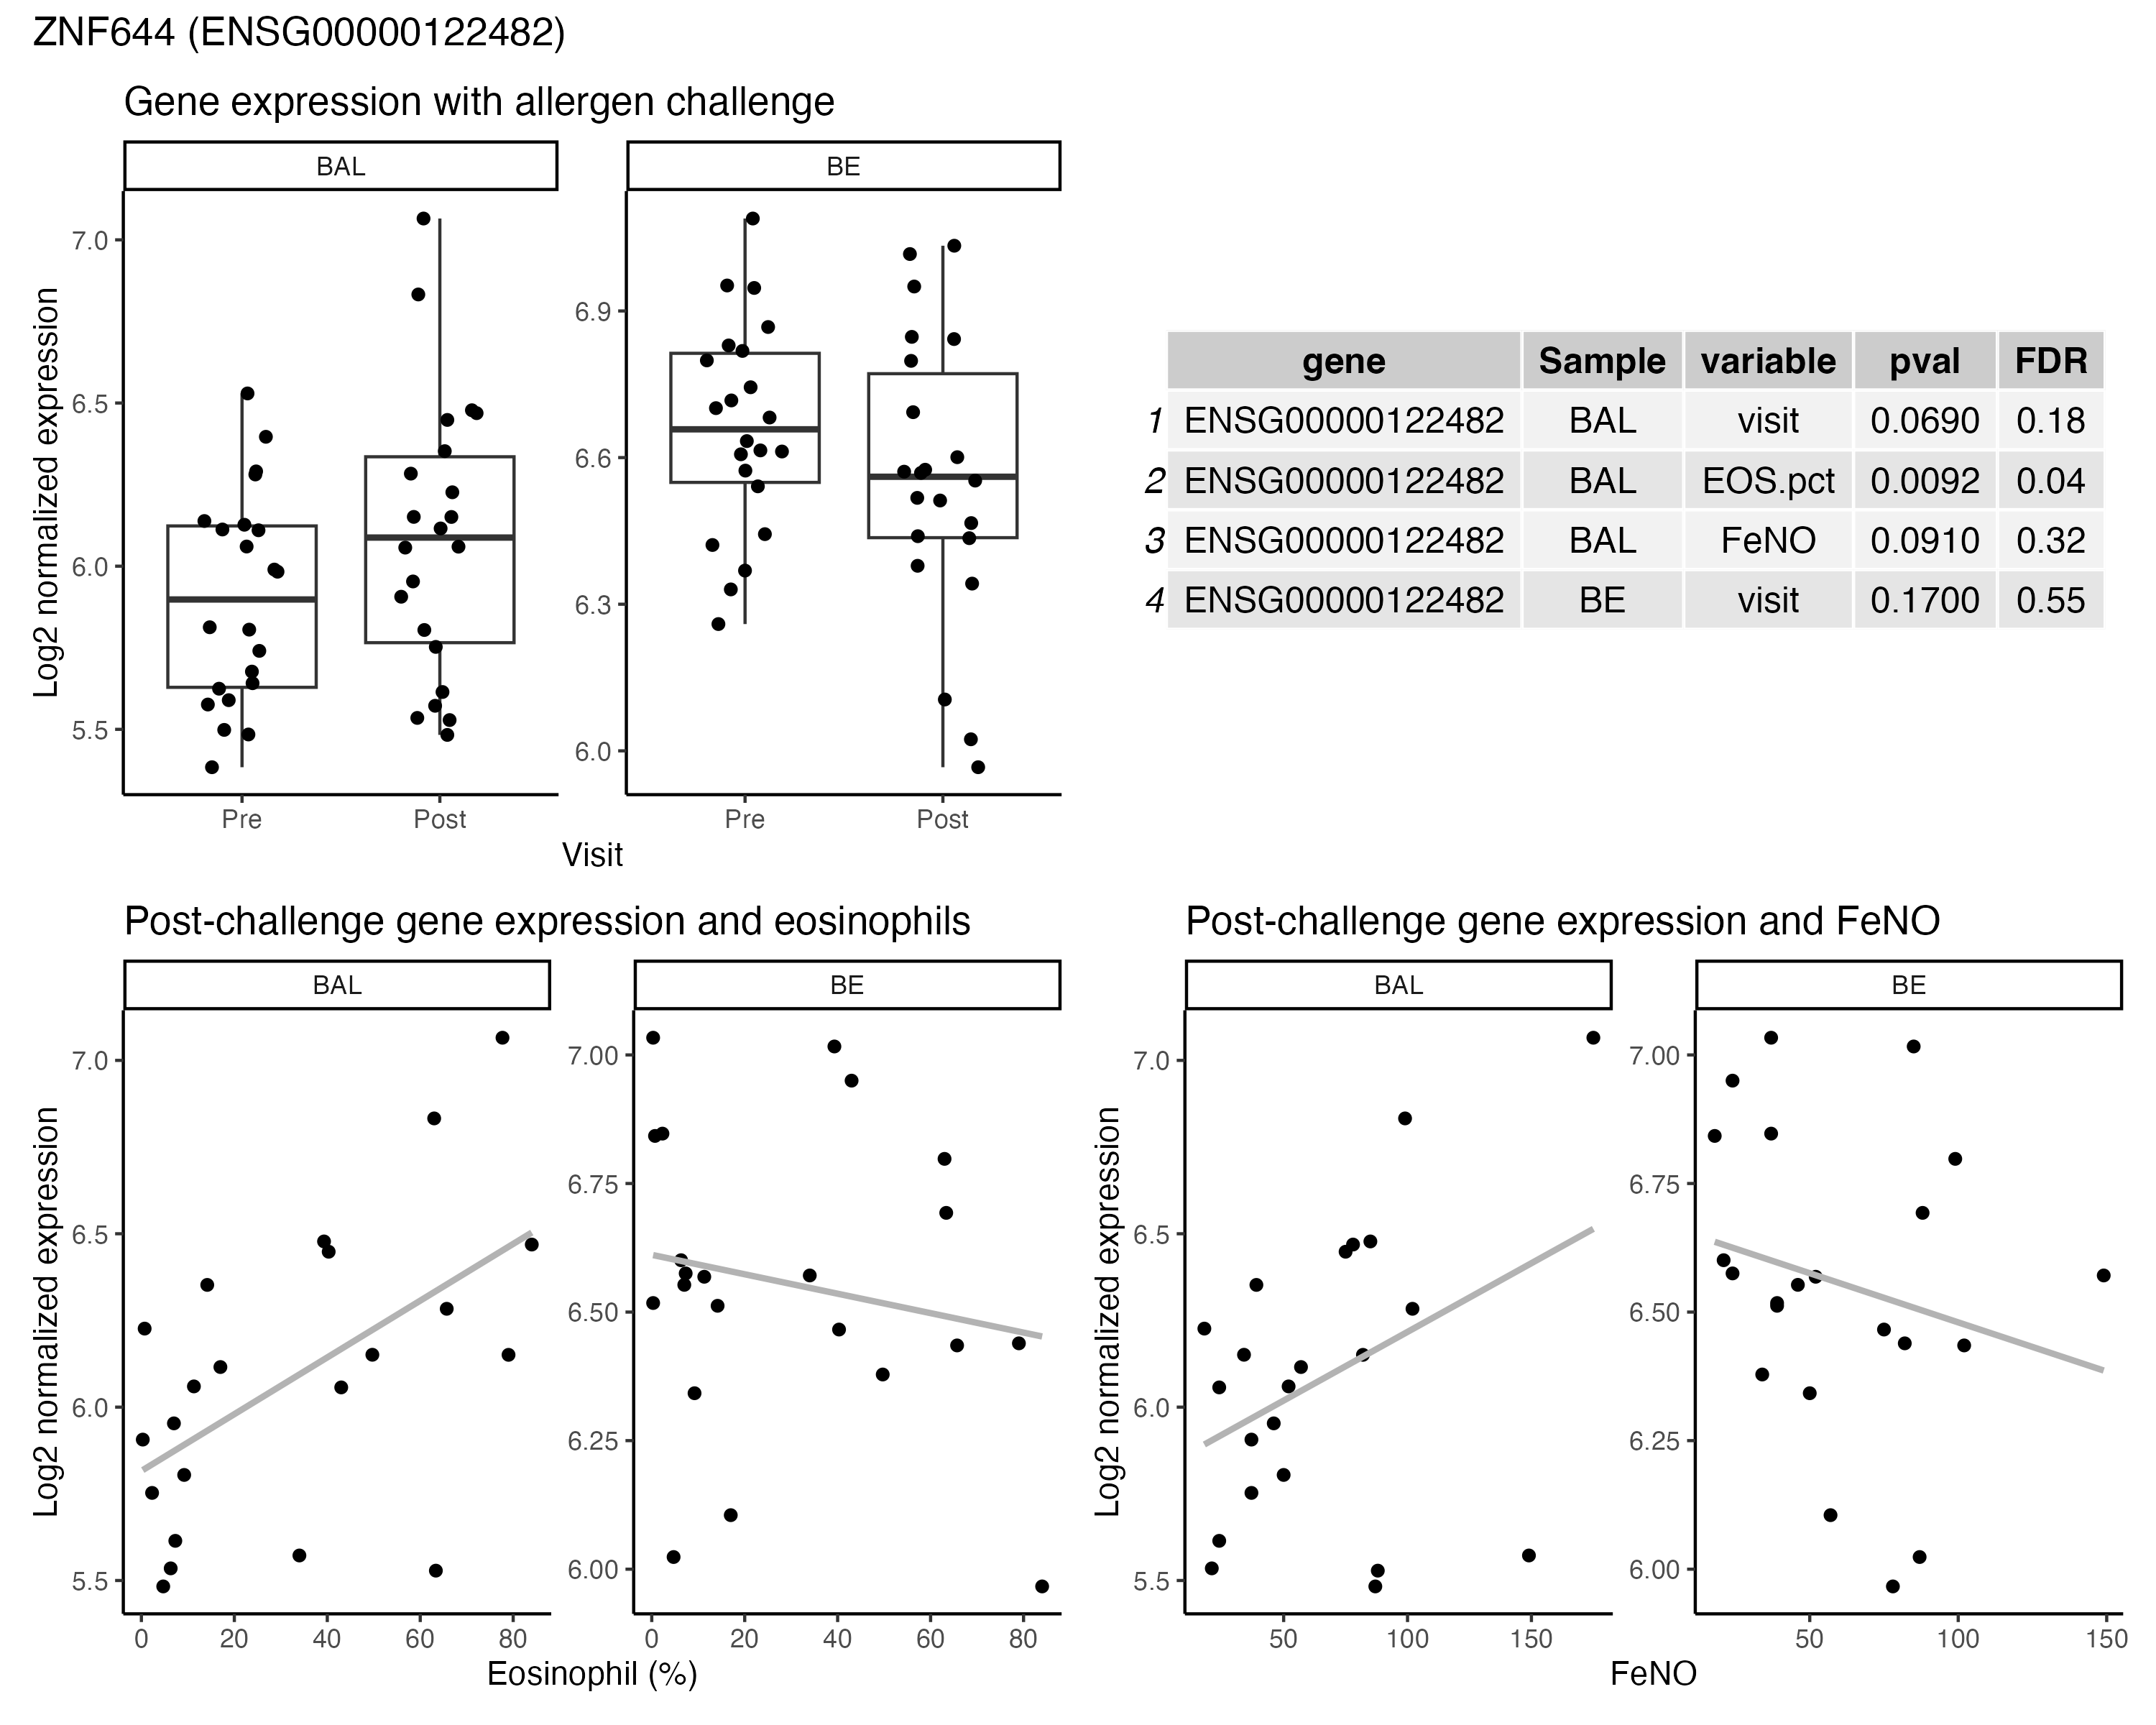 ZNF644 (ENSG00000122482)
Gene expression with allergen challenge
BAL
BE
Log2 normalized expression
7.0
6.5
6.0
5.5
6.9
6.6
6.3
6.0
Pre
Post
Pre
Post
Visit
gene Sample variable pval FDR
1 ENSG00000122482 BAL visit 0.0690 0.18
2 ENSG00000122482 BAL EOS.pct 0.0092 0.04
3 ENSG00000122482 BAL FeNO 0.0910 0.32
4 ENSG00000122482 BE visit 0.1700 0.55
Post-challenge gene expression and eosinophils
BAL
BE
Log2 normalized expression
7.0
6.5
6.0
5.5
7.00
6.75
6.50
6.25
6.00
0 20 40 60 80
0 20 40 60 80
Eosinophil (%)
Post-challenge gene expression and FeNO
BAL
BE
Log2 normalized expression
7.0
6.5
6.0
5.5
7.00
6.75
6.50
6.25
6.00
50 100 150
50 100 150
FeNO